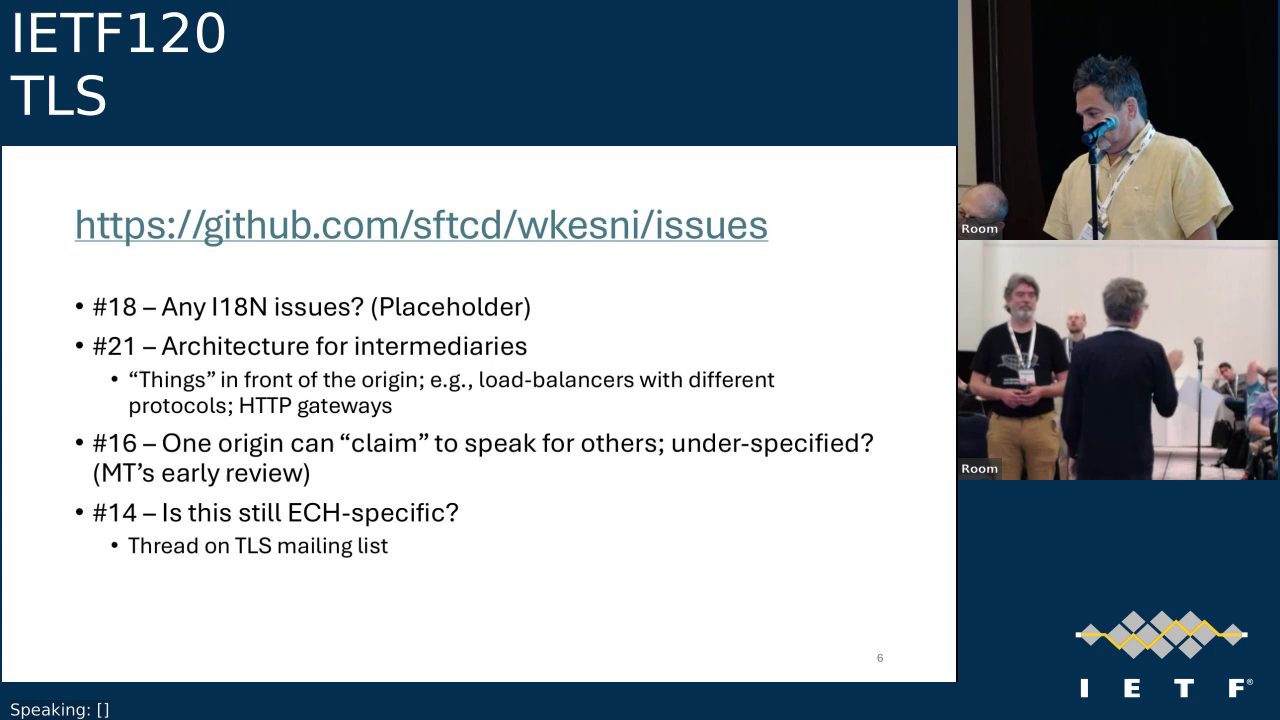 IETF120
TLS
https://github.com/sftcd/wkesni/issues
• #18 – Any I18N issues? (Placeholder)
• #21 – Architecture for intermediaries
• “Things” in front of the origin; e.g., load-balancers with different
protocols; HTTP gateways
• #16 – One origin can “claim” to speak for others; under-specified?
(MT’s early review)
• #14 – Is this still ECH-specific?
• Thread on TLS mailing list
6
Room
Room
I E T F®
Speaking: []